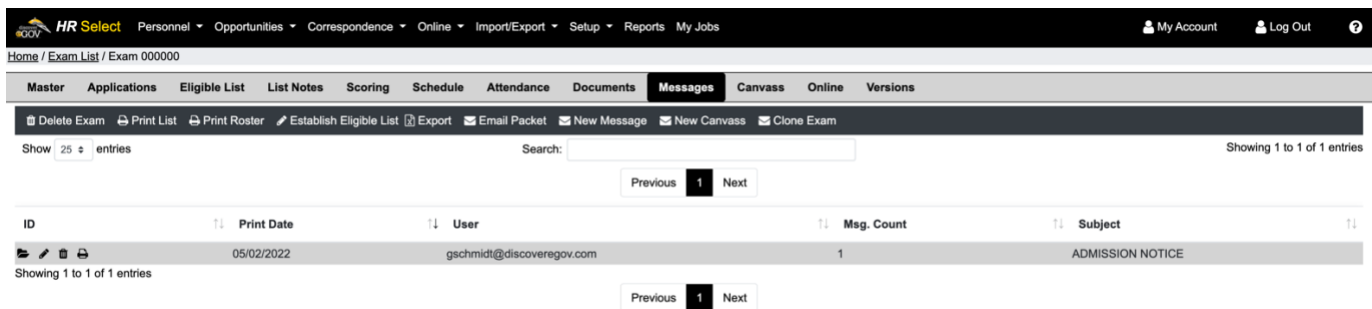 eGOV HR Select Personnel Opportunities Correspondence Online Import/Export Setup Reports My Jobs My Account Log Out ?
Home / Exam List / Exam 000000
Master Applications Eligible List List Notes Scoring Schedule Attendance Documents Messages Canvass Online Versions
Delete Exam Print List Print Roster Establish Eligible List Export Email Packet New Message New Canvass Clone Exam
Show 25 entries Search: Showing 1 to 1 of 1 entries
Previous 1 Next
ID Print Date User Msg. Count Subject
05/02/2022 gschmidt@discoveregov.com 1 ADMISSION NOTICE
Showing 1 to 1 of 1 entries
Previous 1 Next